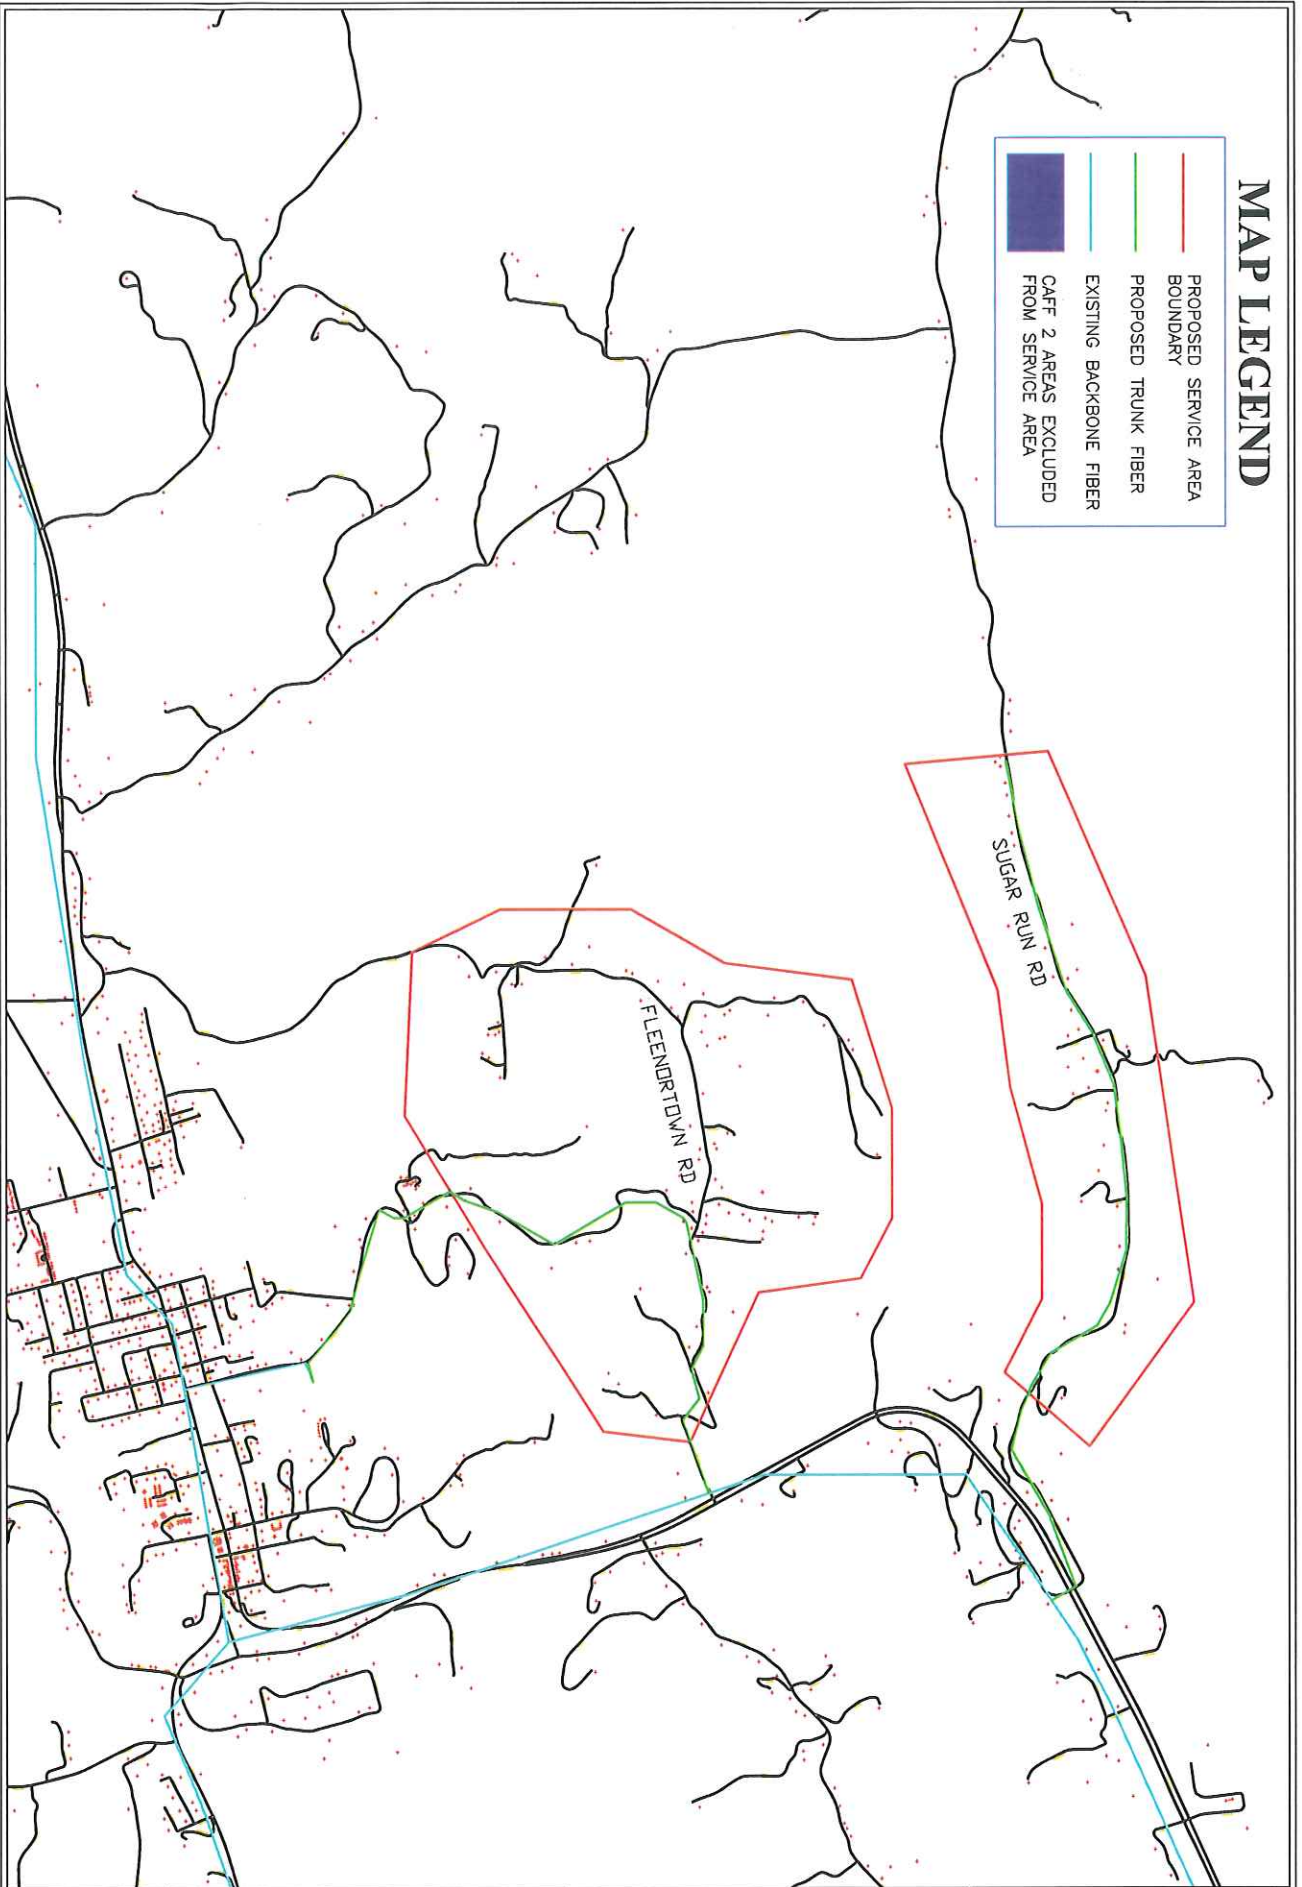 MAP LEGEND
PROPOSED SERVICE AREA
BOUNDARY
PROPOSED TRUNK FIBER
EXISTING BACKBONE FIBER
CAFF 2 AREAS EXCLUDED
FROM SERVICE AREA
SUGAR RUN RD
FLEENORTOWN RD